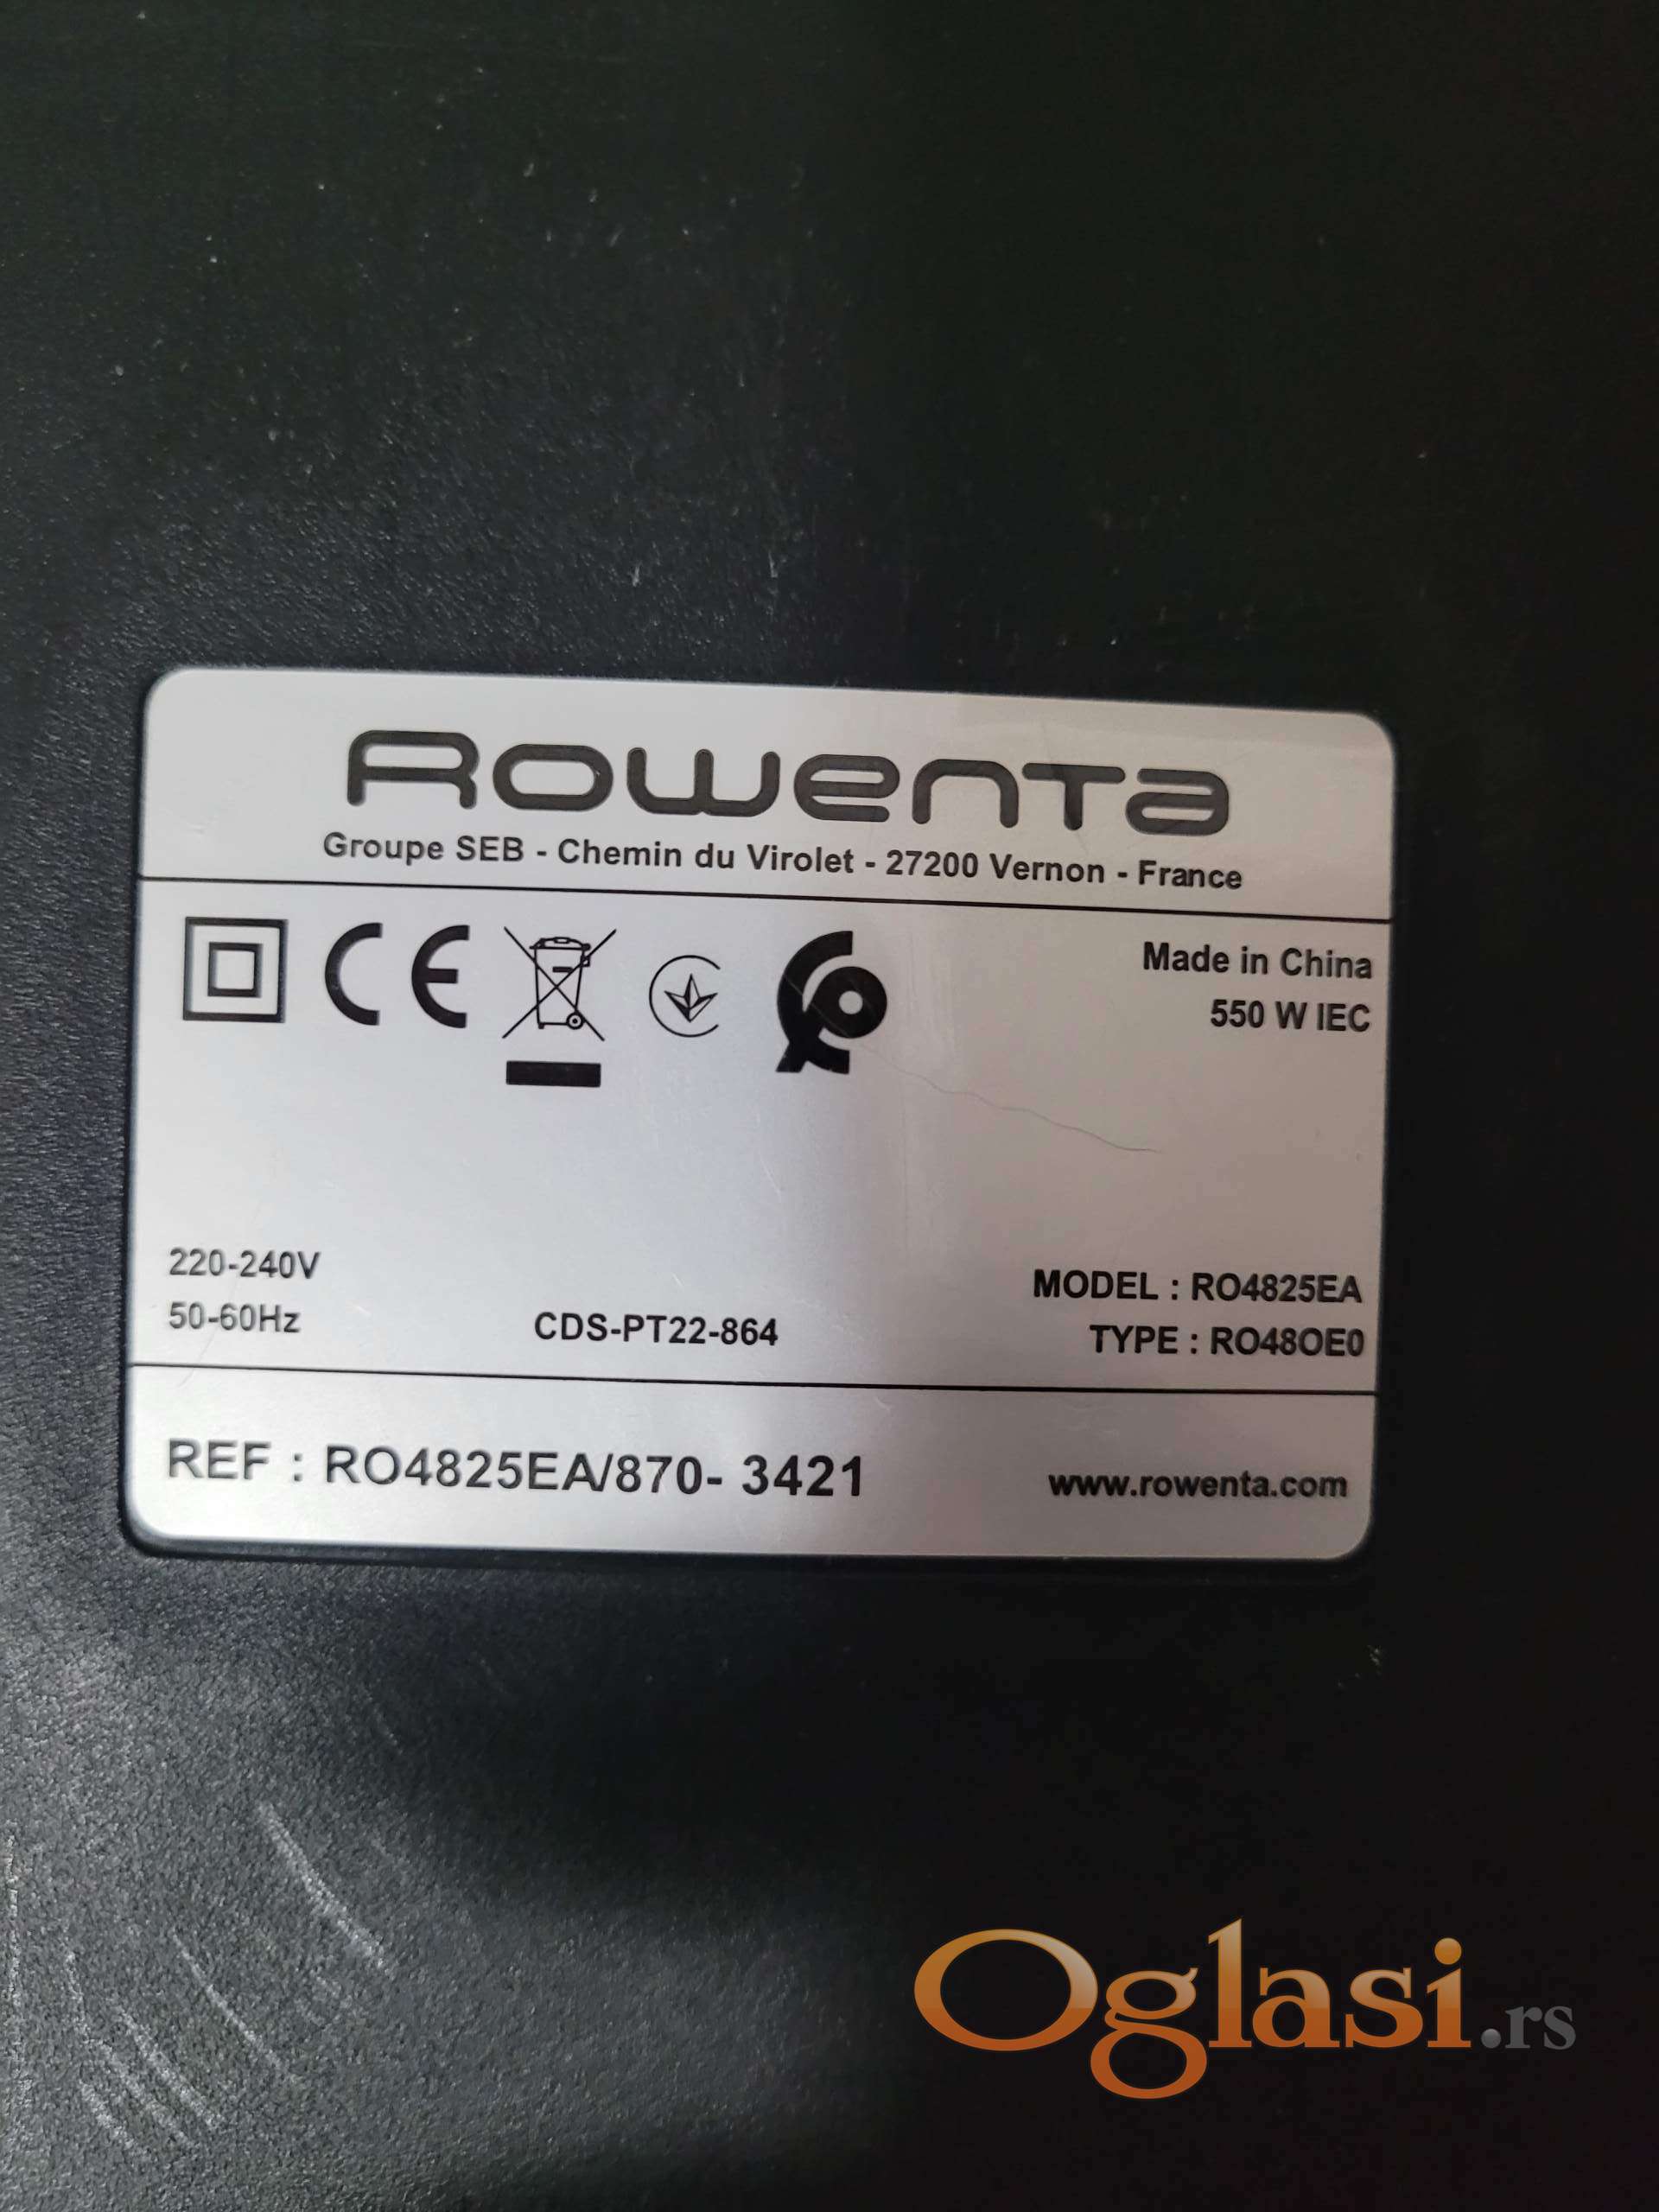 Rowenta
Groupe SEB - Chemin du Virolet - 27200 Vernon - France
CE
Made in China
550 W IEC
220-240V
50-60Hz
CDS-PT22-864
MODEL : RO4825EA
TYPE : RO48OE0
REF : RO4825EA/870- 3421
www.rowenta.com
Oglasi.rs